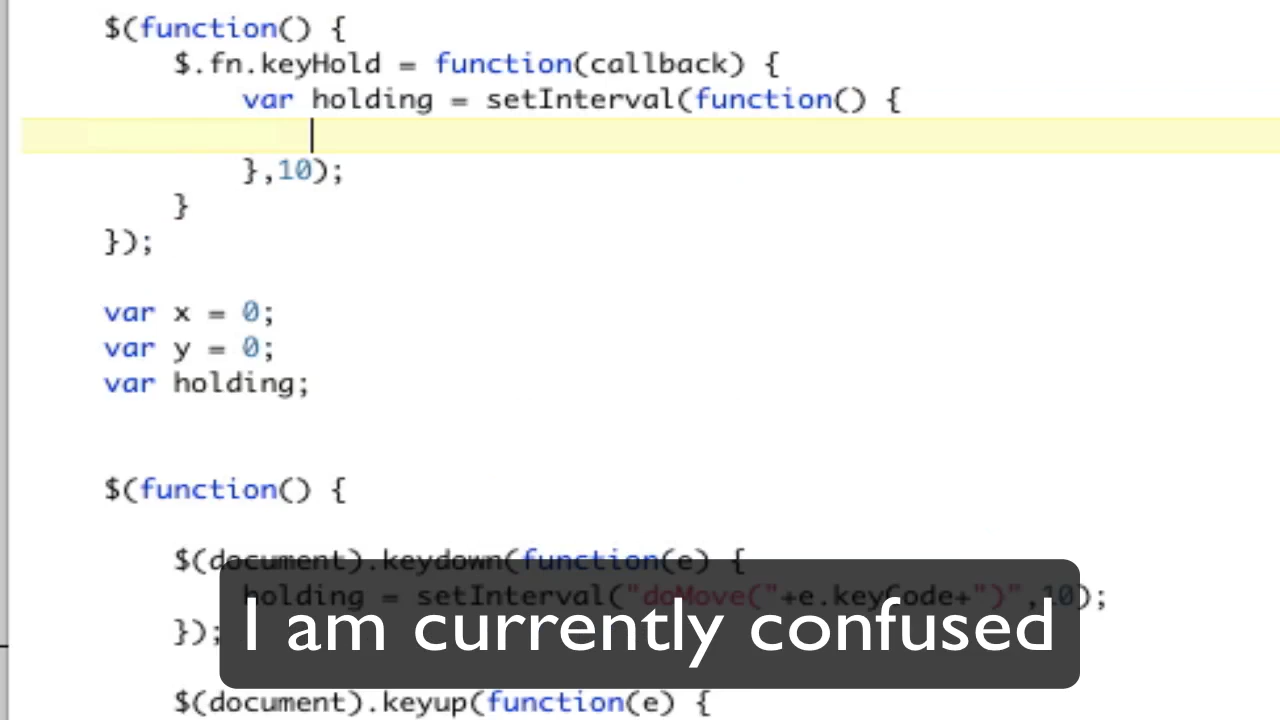 $(function() {
$.fn.keyHold = function(callback) {
var holding = setInterval(function() {
},10);
}
});
var x = 0;
var y = 0;
var holding;
$(function() {
$(document).keydown(function(e) {
holding = setInterval("doMove("+e.keyCode+")",10);
});
I am currently confused
$(document).keyup(function(e) {